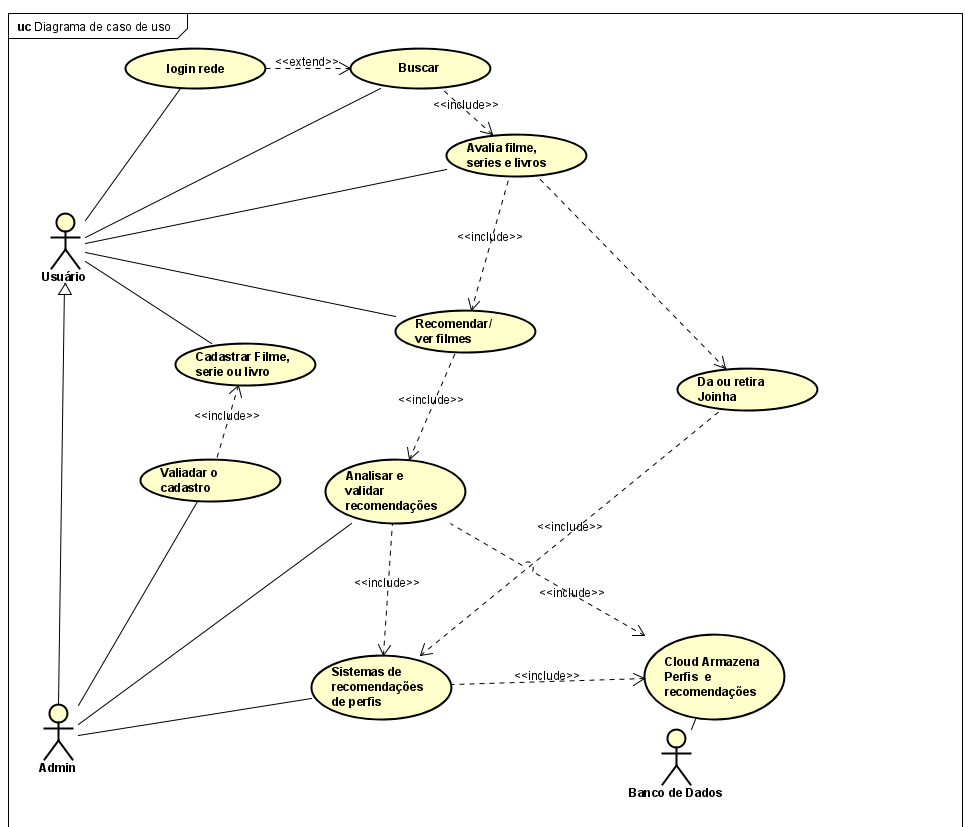 uc Diagrama de caso de uso
login rede
<<extend>>
Buscar
<<include>>
Avalia filme,
series e livros
<<include>>
Usuário
Recomendar/
ver filmes
Cadastrar Filme,
serie ou livro
Da ou retira
Joinha
<<include>>
<<include>>
Valiadar o
cadastro
Analisar e
validar
recomendações
<<include>>
<<include>>
<<include>>
Sistemas de
recomendações
de perfis
<<include>>
Cloud Armazena
Perfis e
recomendações
Admin
Banco de Dados